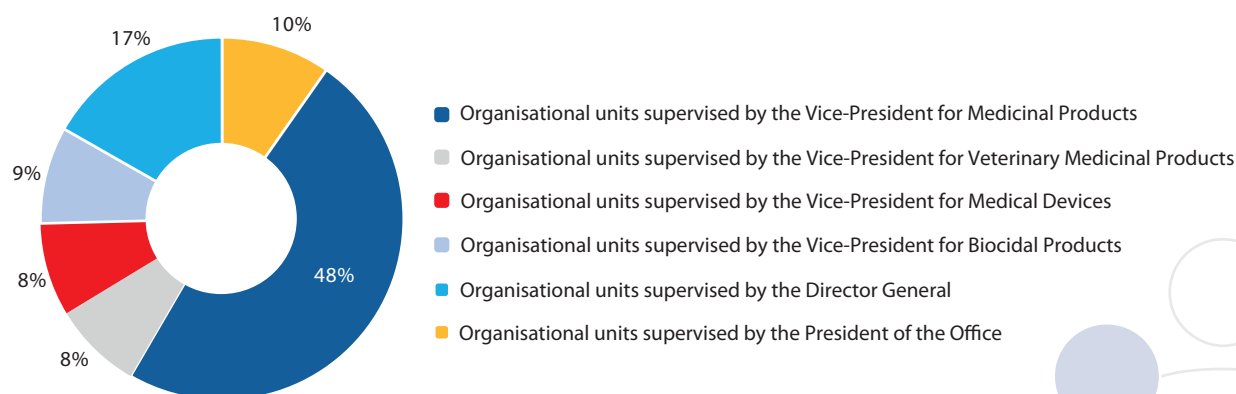 10%
17%
9%
8%
8%
48%
Organisational units supervised by the Vice-President for Medicinal Products
Organisational units supervised by the Vice-President for Veterinary Medicinal Products
Organisational units supervised by the Vice-President for Medical Devices
Organisational units supervised by the Vice-President for Biocidal Products
Organisational units supervised by the Director General
Organisational units supervised by the President of the Office